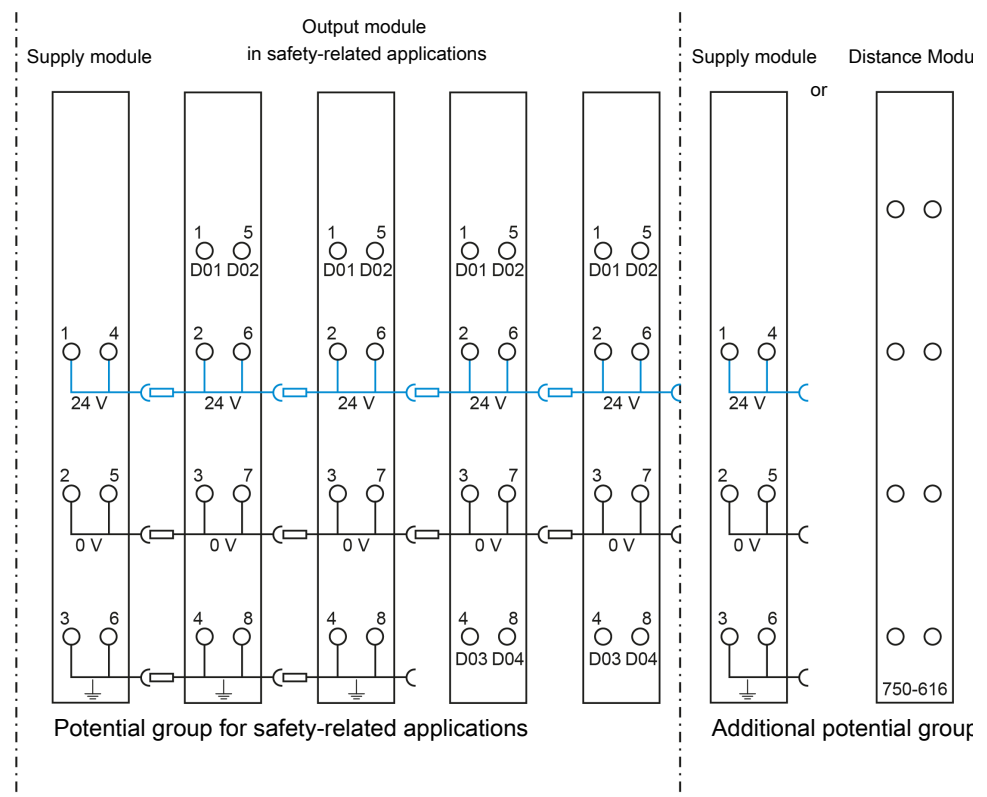 Output module
in safety-related applications
Supply module
Supply module
Distance Modu
or
1 5
D01 D02
1 5
D01 D02
1 5
D01 D02
1 5
D01 D02
1 4
2 6
2 6
2 6
2 6
1 4
24 V
24 V
24 V
24 V
24 V
24 V
2 5
3 7
3 7
3 7
3 7
2 5
0 V
0 V
0 V
0 V
0 V
0 V
3 6
4 8
4 8
4 8
4 8
3 6
D03 D04
D03 D04
750-616
Potential group for safety-related applications
Additional potential group